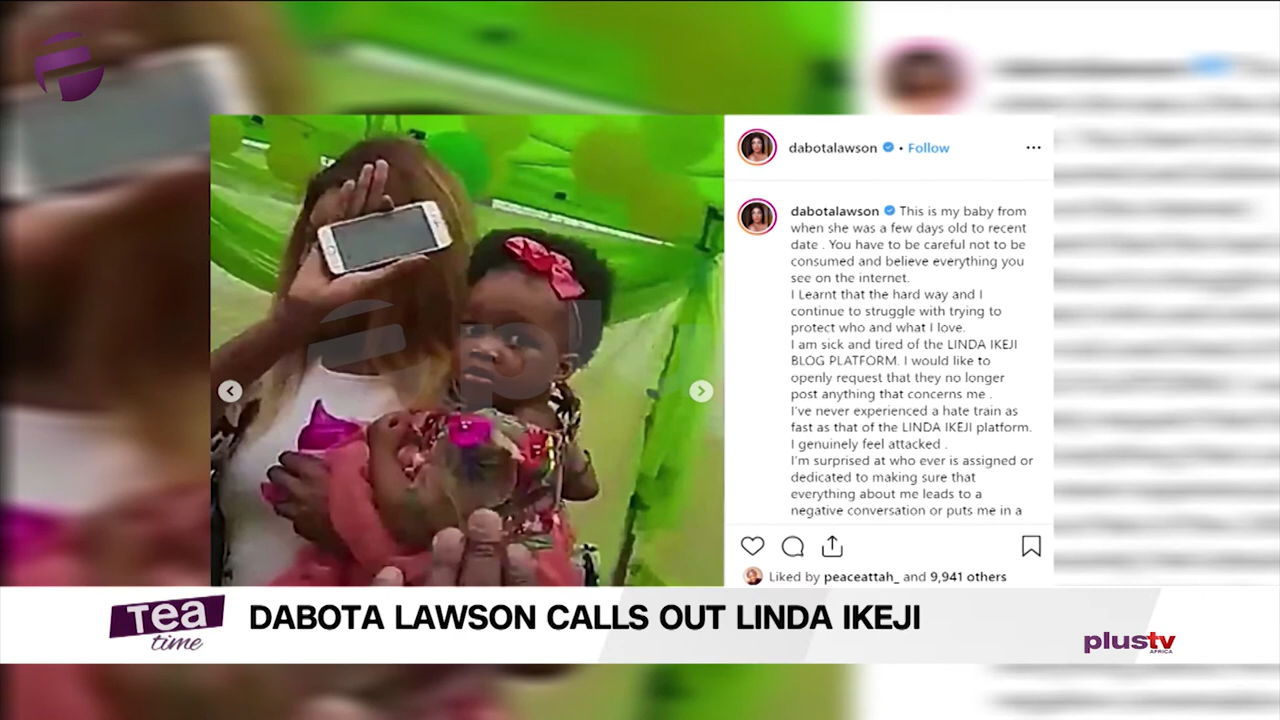 dabotalawson • Follow
dabotalawson This is my baby from
when she was a few days old to recent
date . You have to be careful not to be
consumed and believe everything you
see on the internet.
I Learnt that the hard way and I
continue to struggle with trying to
protect who and what I love.
I am sick and tired of the LINDA IKEJI
BLOG PLATFORM. I would like to
openly request that they no longer
post anything that concerns me .
I've never experienced a hate train as
fast as that of the LINDA IKEJI platform.
I genuinely feel attacked .
I'm surprised at who ever is assigned or
dedicated to making sure that
everything about me leads to a
negative conversation or puts me in a
Liked by peaceattah_ and 9,941 others
Tea
time
DABOTA LAWSON CALLS OUT LINDA IKEJI
plustv
AFRICA